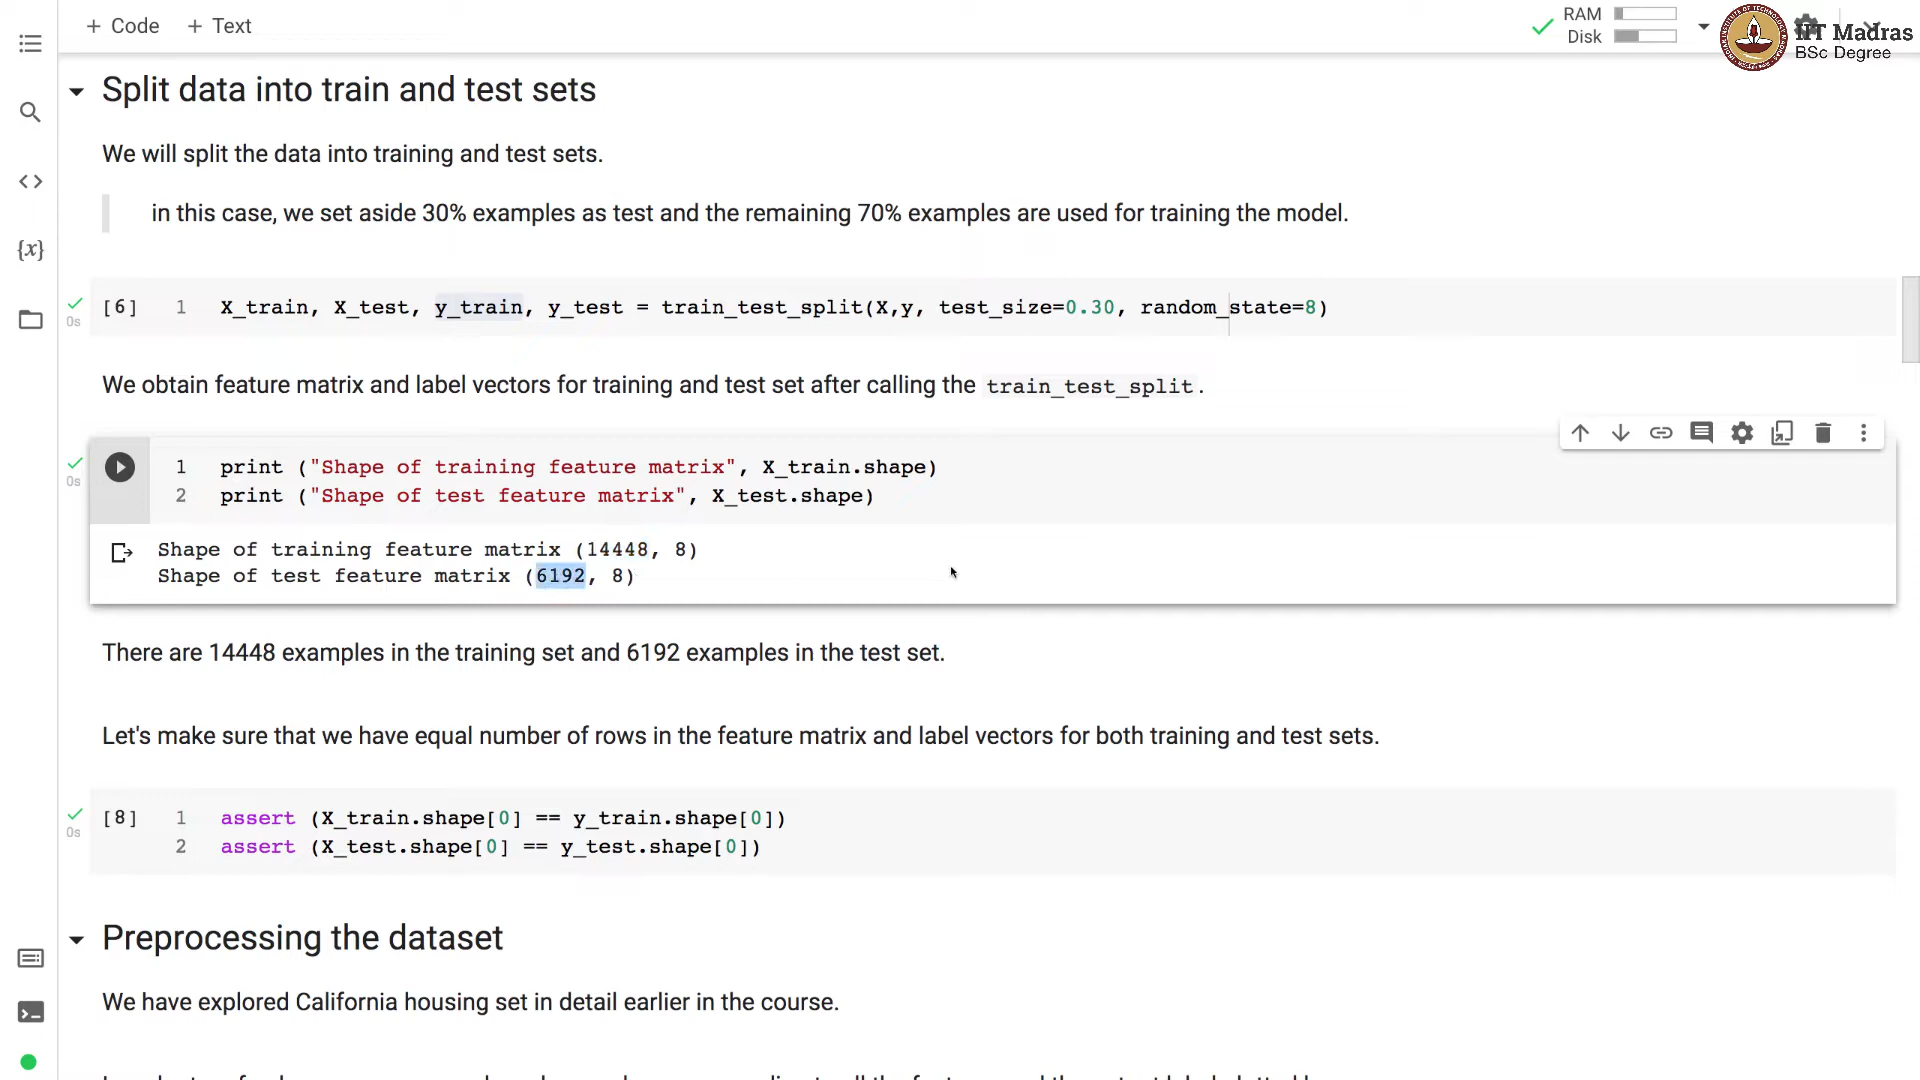 + Code + Text
RAM
Disk
IIT Madras
BSc Degree
Split data into train and test sets
We will split the data into training and test sets.
in this case, we set aside 30% examples as test and the remaining 70% examples are used for training the model.
[6] 1 X_train, X_test, y_train, y_test = train_test_split(X,y, test_size=0.30, random_state=8)
0s
We obtain feature matrix and label vectors for training and test set after calling the train_test_split.
1 print ("Shape of training feature matrix", X_train.shape)
0s
2 print ("Shape of test feature matrix", X_test.shape)
Shape of training feature matrix (14448, 8)
Shape of test feature matrix (6192, 8)
There are 14448 examples in the training set and 6192 examples in the test set.
Let's make sure that we have equal number of rows in the feature matrix and label vectors for both training and test sets.
[8] 1 assert (X_train.shape[0] == y_train.shape[0])
0s
2 assert (X_test.shape[0] == y_test.shape[0])
Preprocessing the dataset
We have explored California housing set in detail earlier in the course.